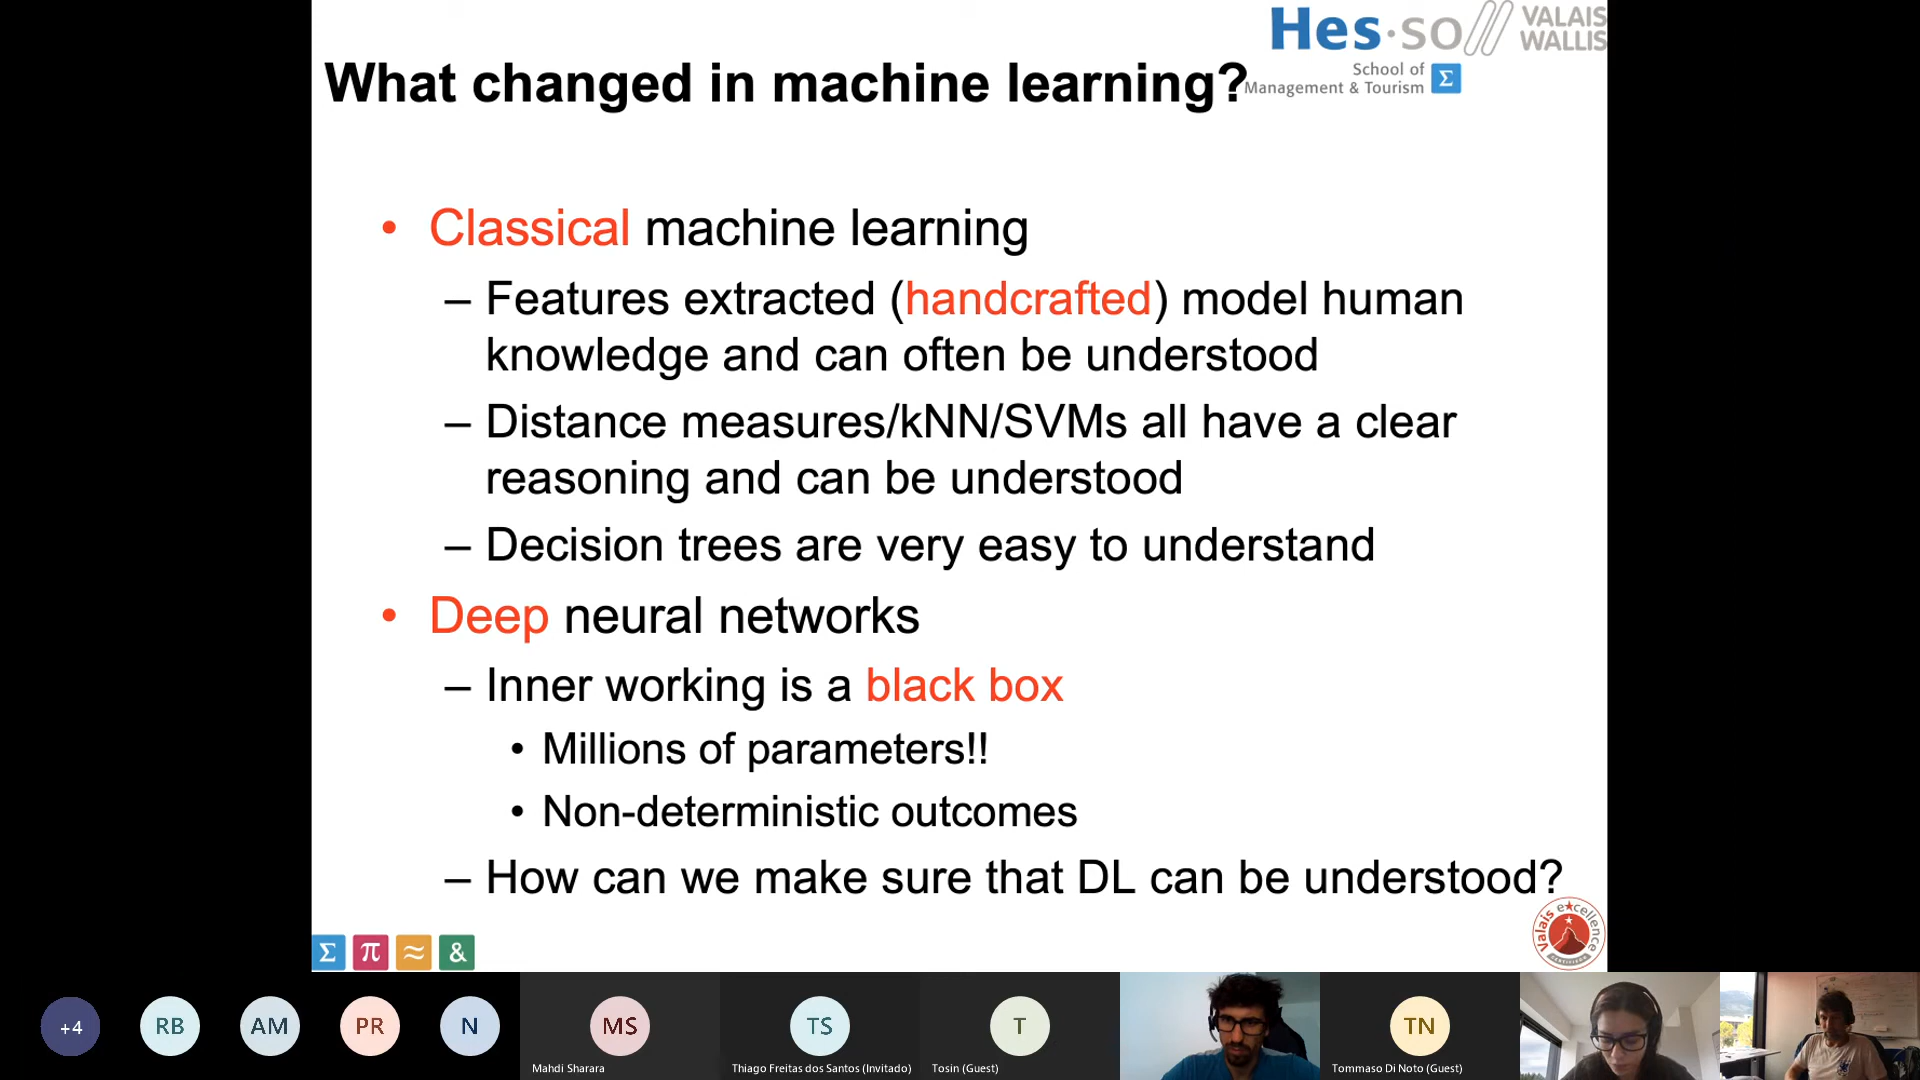 Hes·so VALAIS
WALLIS
School of
Management & Tourism Σ
What changed in machine learning?
• Classical machine learning
– Features extracted (handcrafted) model human
knowledge and can often be understood
– Distance measures/kNN/SVMs all have a clear
reasoning and can be understood
– Decision trees are very easy to understand
• Deep neural networks
– Inner working is a black box
• Millions of parameters!!
• Non-deterministic outcomes
– How can we make sure that DL can be understood?
Valais excellence
Σ π ≈ &
+4 RB AM PR N MS TS T TN
Mahdi Sharara Thiago Freitas dos Santos (Invitado) Tosin (Guest) Tommaso Di Noto (Guest)